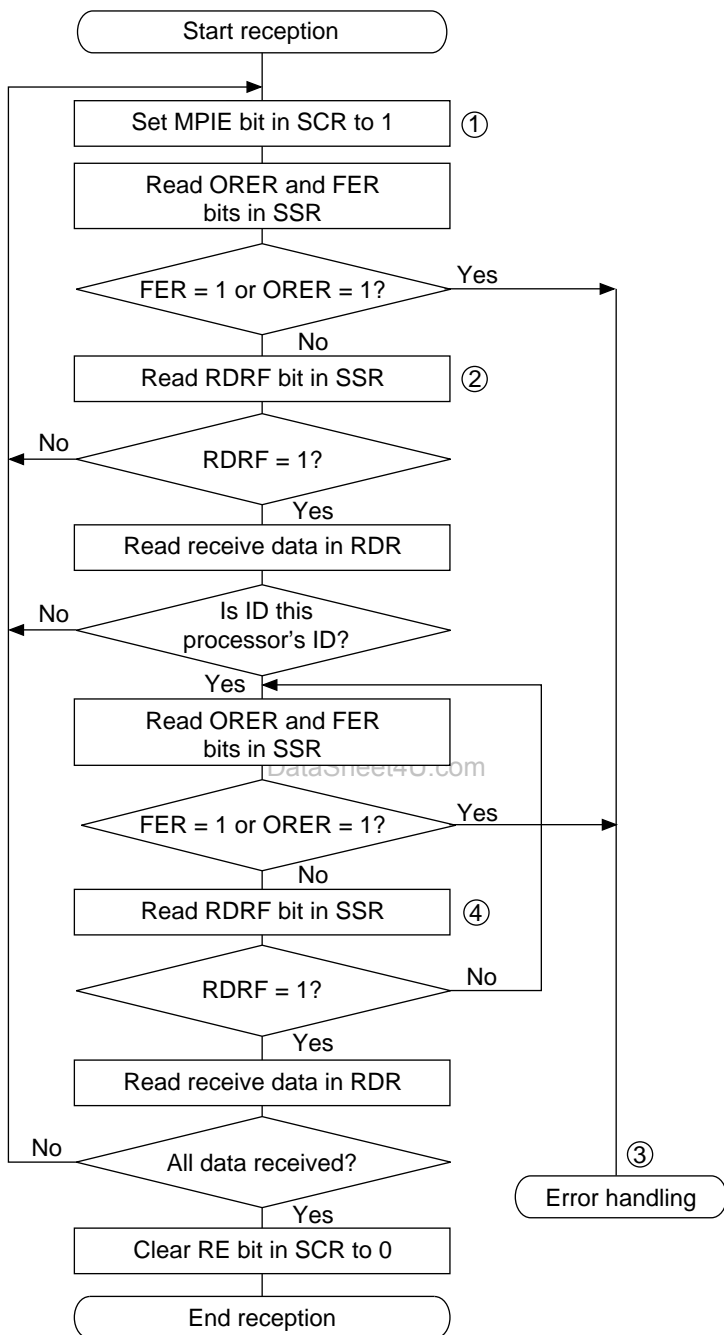 Start reception
Set MPIE bit in SCR to 1 ①
Read ORER and FER
bits in SSR
FER = 1 or ORER = 1? Yes
No
Read RDRF bit in SSR ②
No
RDRF = 1?
Yes
Read receive data in RDR
No
Is ID this
processor's ID?
Yes
Read ORER and FER
bits in SSR
DataSheet4U.com
FER = 1 or ORER = 1? Yes
No
Read RDRF bit in SSR ④
RDRF = 1? No
Yes
Read receive data in RDR
No
All data received?
③
Error handling
Yes
Clear RE bit in SCR to 0
End reception